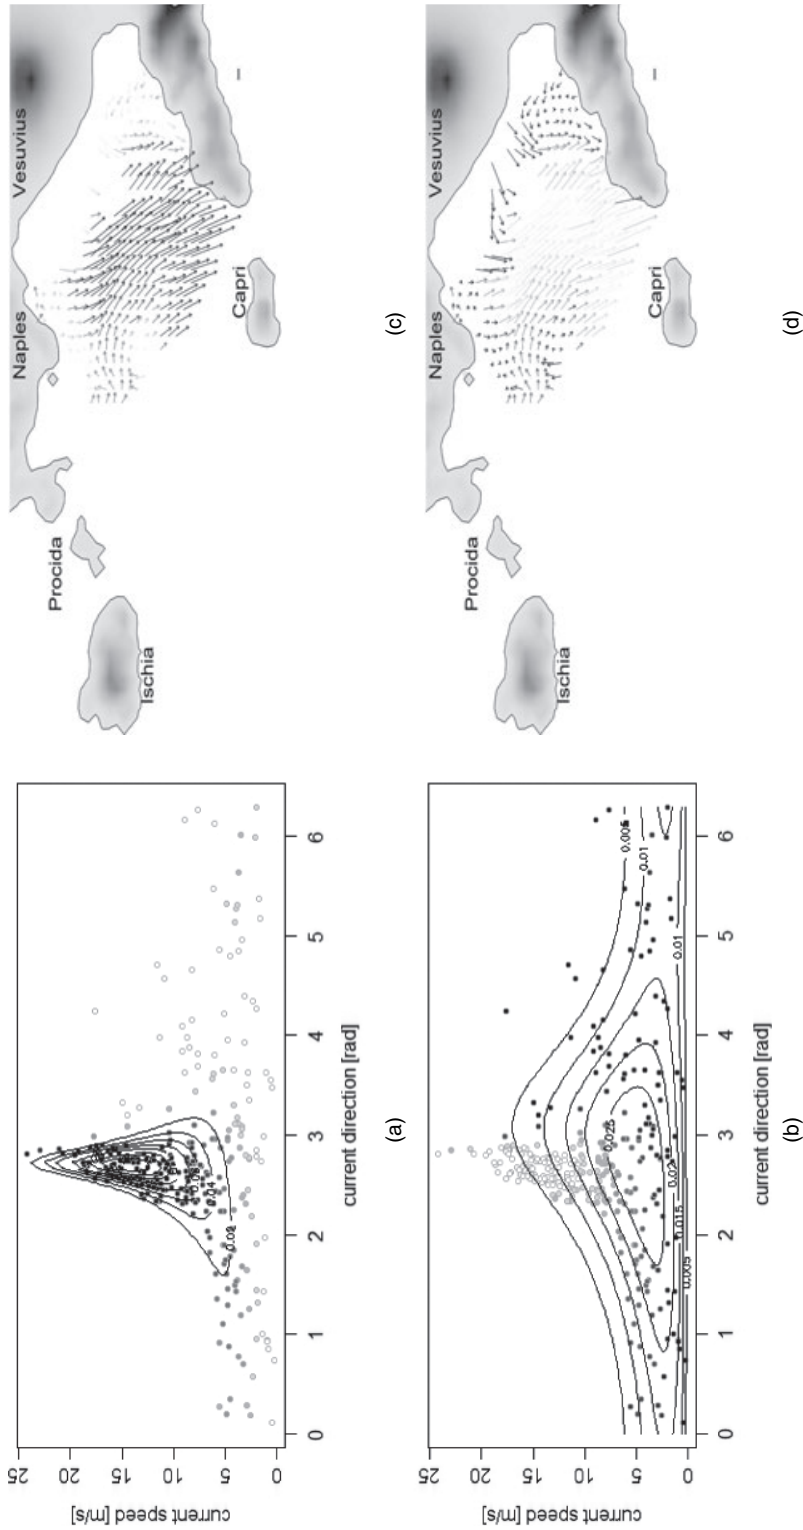 current speed [m/s]
25
20
15
10
5
0
0.02
0.04
0
1
2
3
4
5
6
current direction [rad]
(a)
current speed [m/s]
25
20
15
10
5
0
0.005
0.01
0.025
0.02
0.015
0.005
0.01
0
1
2
3
4
5
6
current direction [rad]
(b)
Ischia
Procida
Naples
Vesuvius
Capri
(c)
Ischia
Procida
Naples
Vesuvius
Capri
(d)